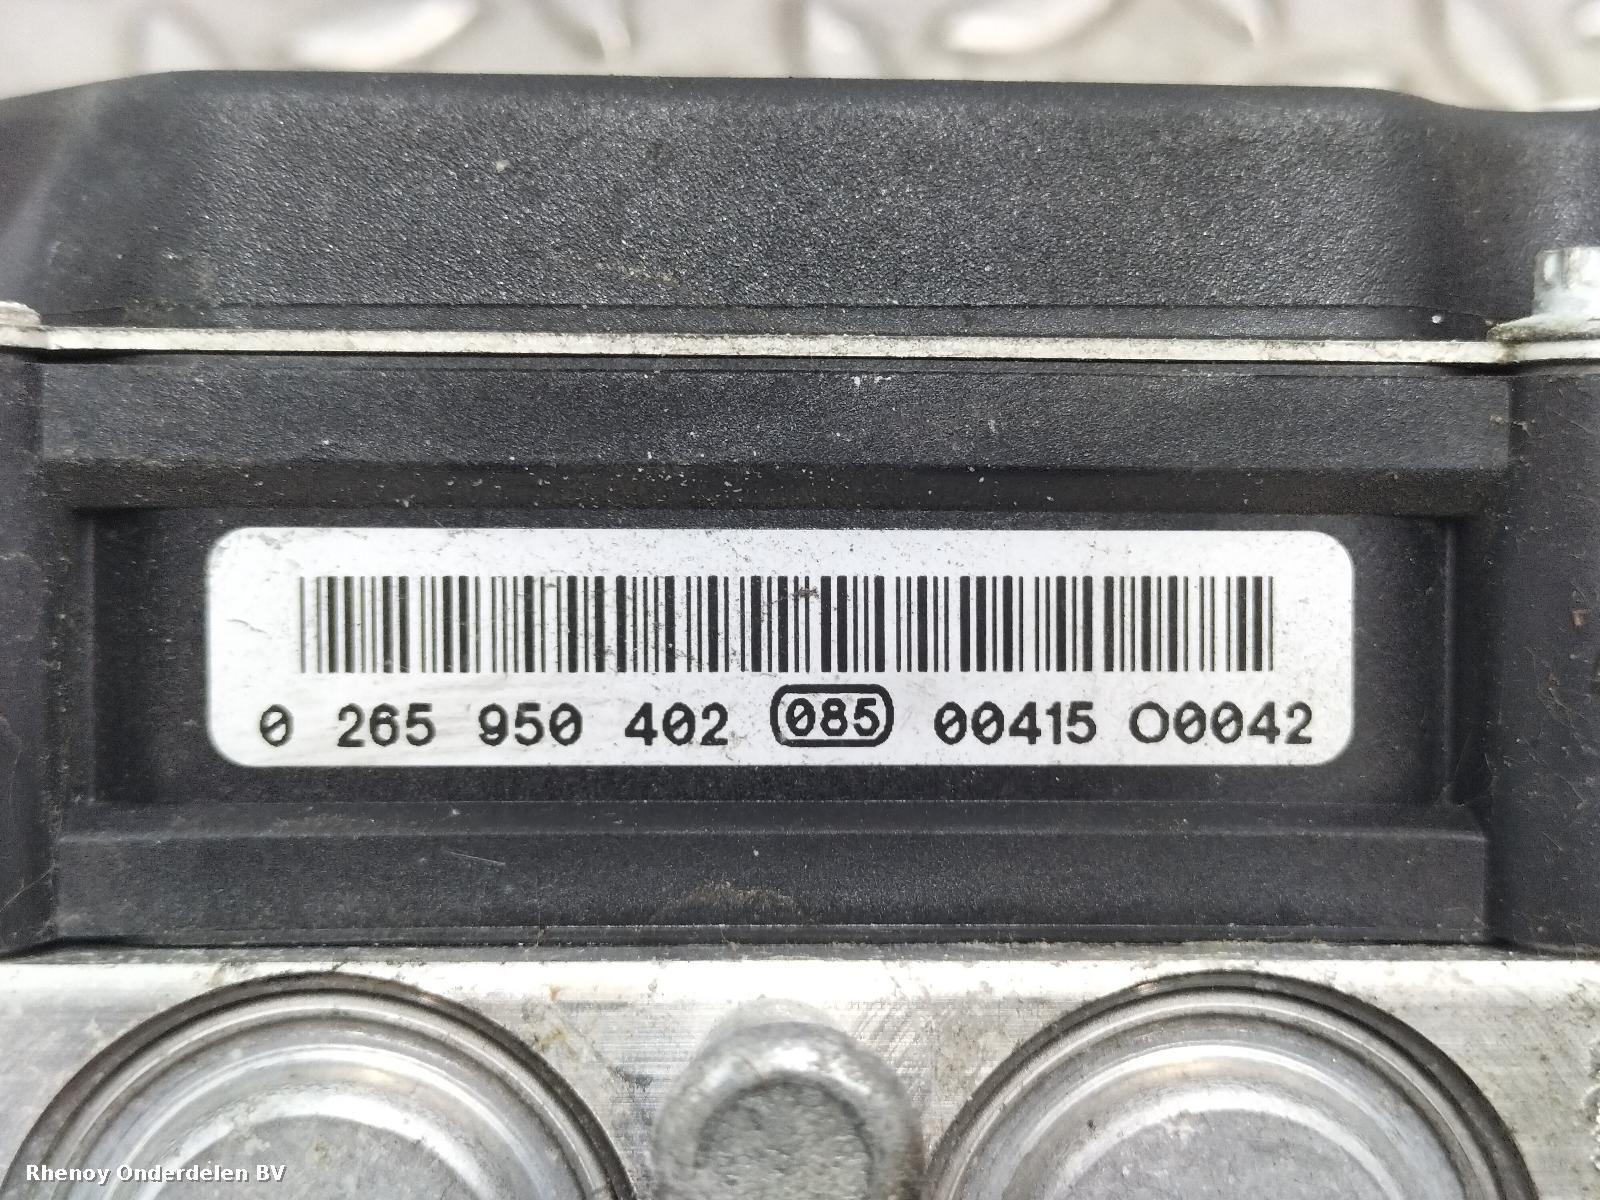 0 265 950 402 085 00415 O0042
Rhenoy Onderdelen BV